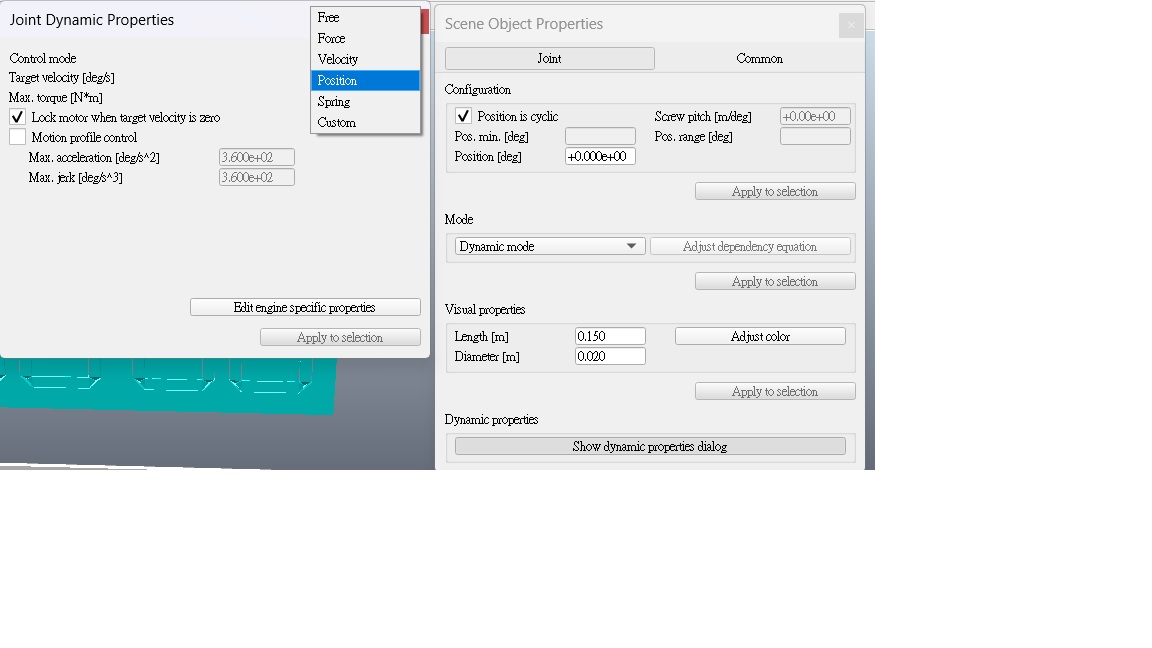 Joint Dynamic Properties
Free
Force
Velocity
Position
Spring
Custom
Control mode
Target velocity [deg/s]
Max. torque [N*m]
Lock motor when target velocity is zero
Motion profile control
Max. acceleration [deg/s^2] 3.600e+02
Max. jerk [deg/s^3] 3.600e+02
Edit engine specific properties
Apply to selection
Scene Object Properties
Joint Common
Configuration
Position is cyclic Screw pitch [m/deg] +0.00e+00
Pos. min. [deg] Pos. range [deg]
Position [deg] +0.000e+00
Apply to selection
Mode
Dynamic mode Adjust dependency equation
Apply to selection
Visual properties
Length [m] 0.150 Adjust color
Diameter [m] 0.020
Apply to selection
Dynamic properties
Show dynamic properties dialog